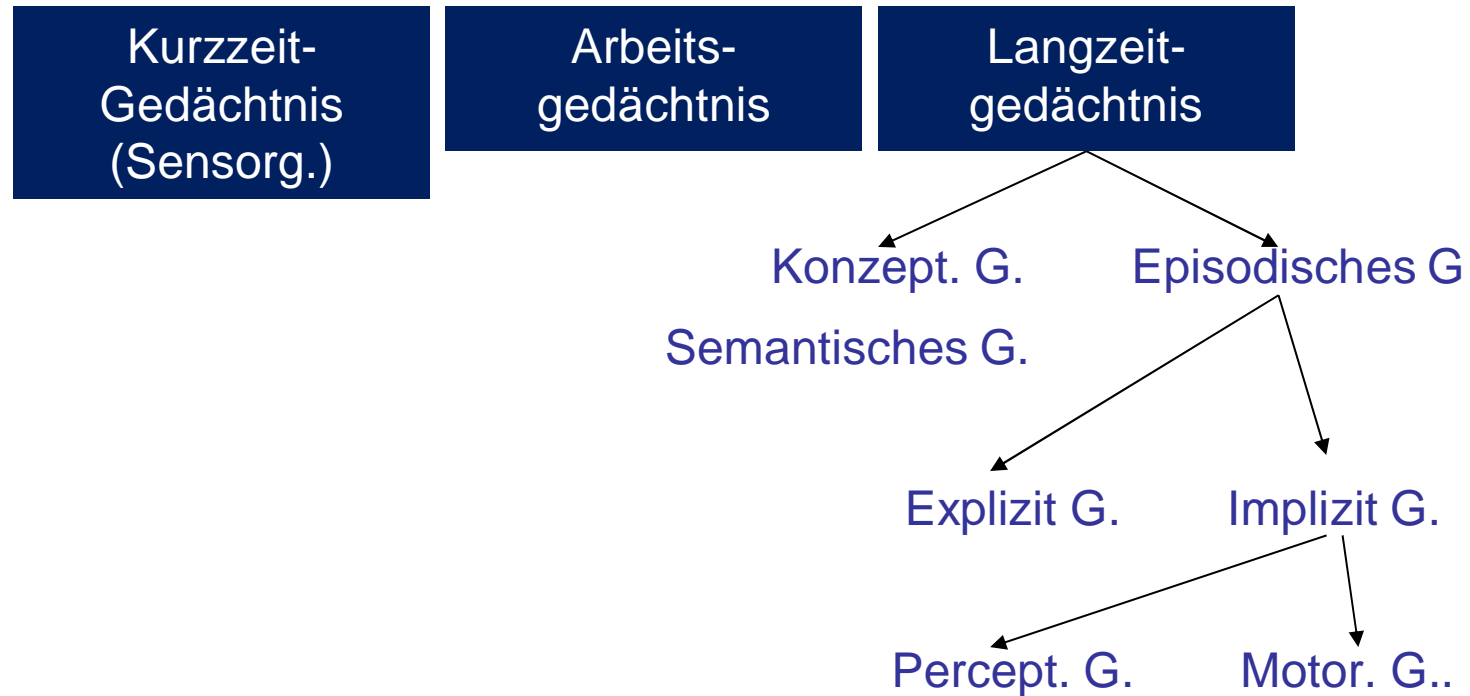 Kurzzeit-
Gedächtnis
(Sensorg.)
Arbeits-
gedächtnis
Langzeit-
gedächtnis
Konzept. G.
Episodisches G
Semantisches G.
Explizit G.
Implizit G.
Percept. G.
Motor. G..